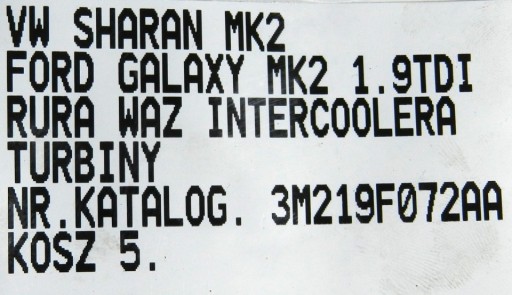 VW SHARAN MK2
FORD GALAXY MK2 1.9TDI
RURA WAZ INTERCOOLERA
TURBINY
NR.KATALOG. 3M219F072AA
KOSZ 5.